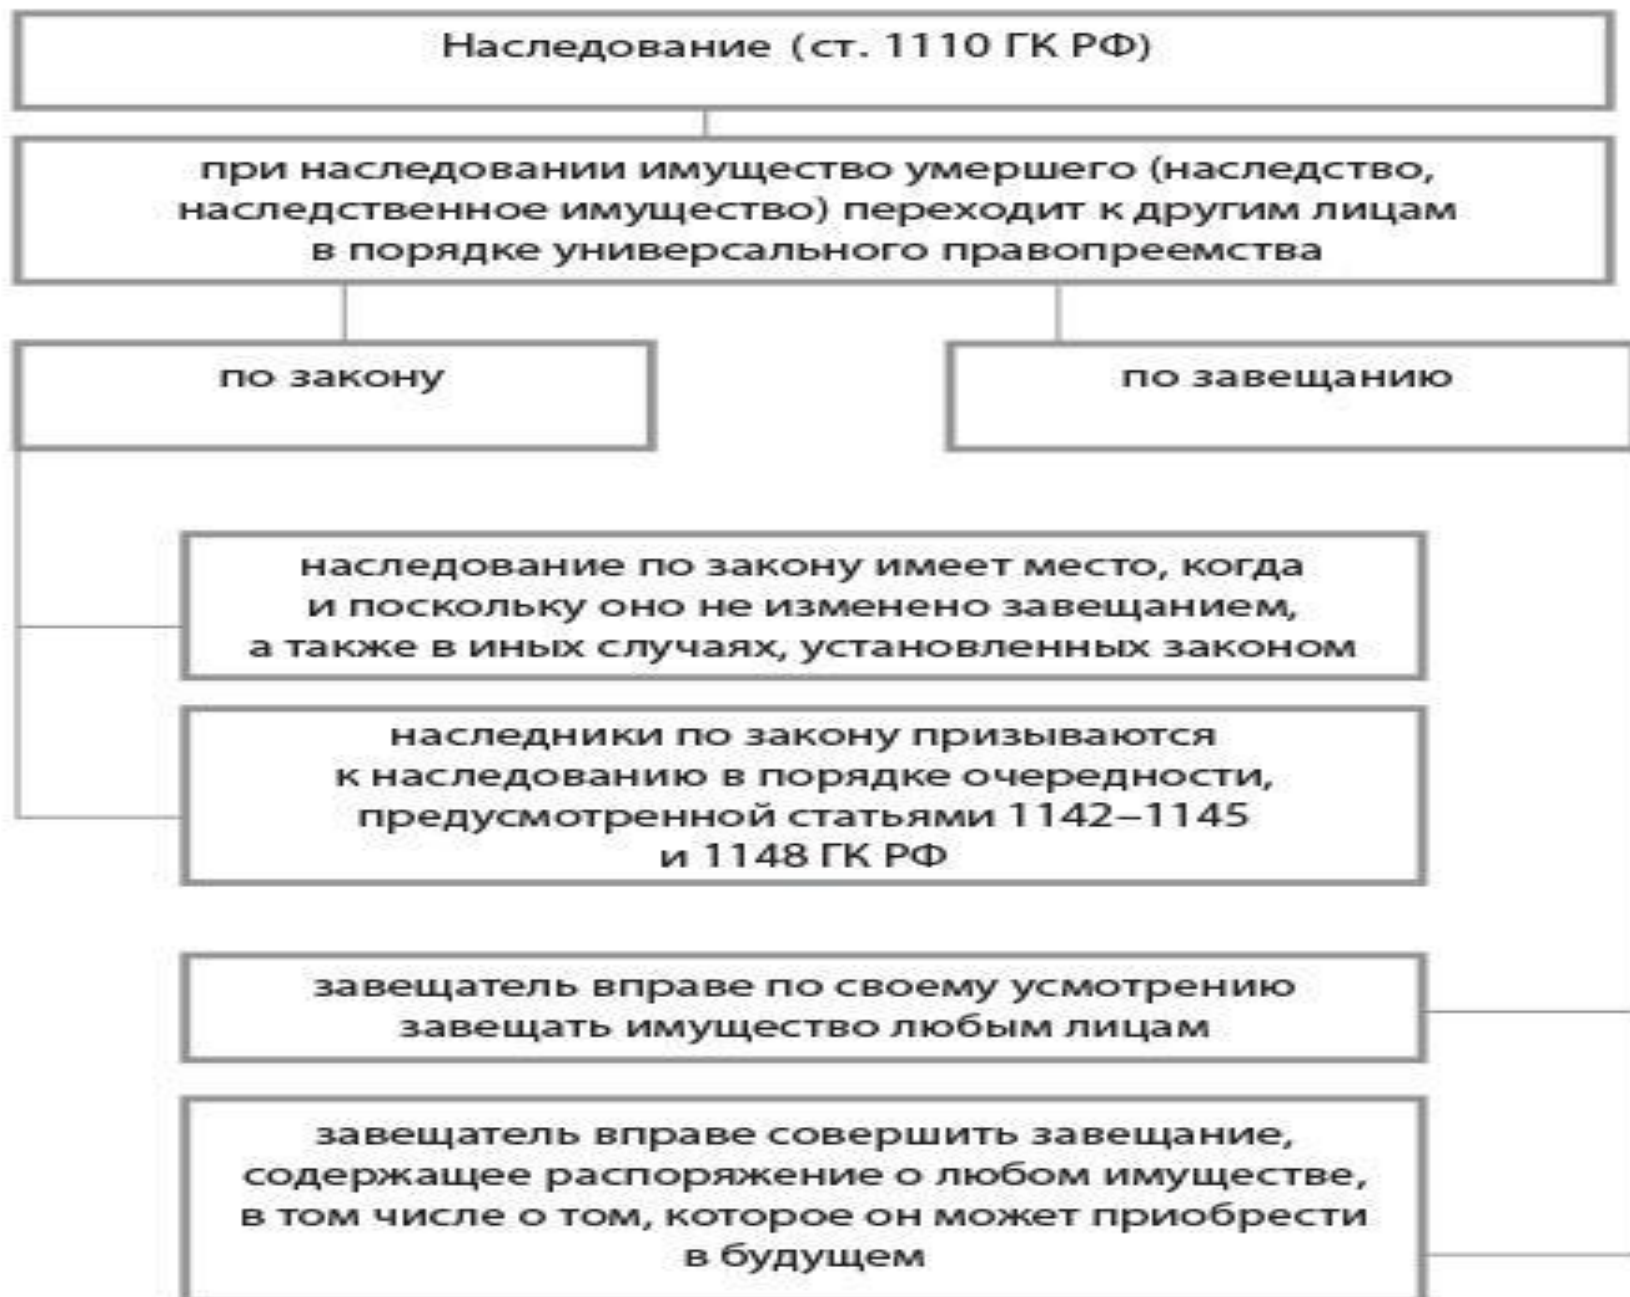 Наследование (ст. 1110 ГК РФ)
при наследовании имущество умершего (наследство,
наследственное имущество) переходит к другим лицам
в порядке универсального правопреемства
по закону
по завещанию
наследование по закону имеет место, когда
и поскольку оно не изменено завещанием,
а также в иных случаях, установленных законом
наследники по закону призываются
к наследованию в порядке очередности,
предусмотренной статьями 1142–1145
и 1148 ГК РФ
завещатель вправе по своему усмотрению
завещать имущество любым лицам
завещатель вправе совершить завещание,
содержащее распоряжение о любом имуществе,
в том числе о том, которое он может приобрести
в будущем